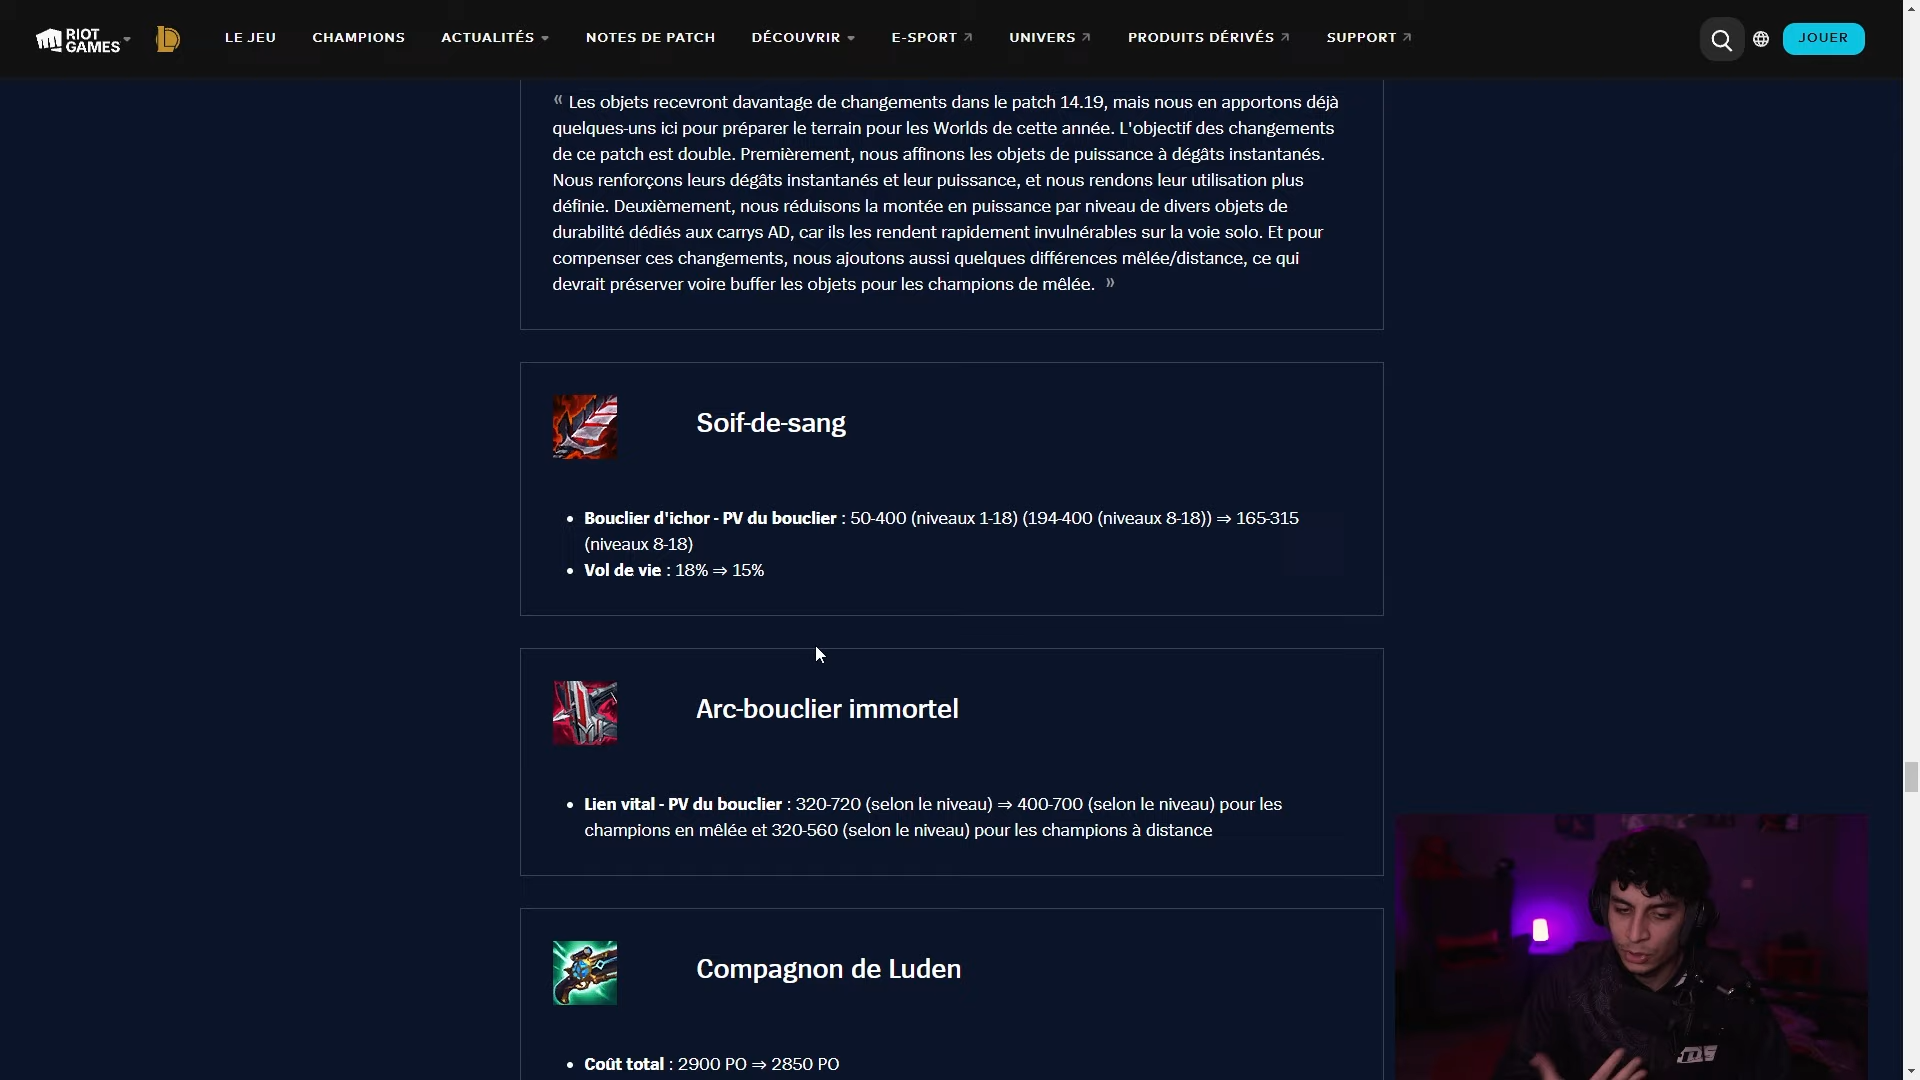 RIOT GAMES
LE JEU
CHAMPIONS
ACTUALITÉS
NOTES DE PATCH
DÉCOUVRIR
E-SPORT
UNIVERS
PRODUITS DÉRIVÉS
SUPPORT
JOUER
« Les objets recevront davantage de changements dans le patch 14.19, mais nous en apportons déjà
quelques-uns ici pour préparer le terrain pour les Worlds de cette année. L'objectif des changements
de ce patch est double. Premièrement, nous affinons les objets de puissance à dégâts instantanés.
Nous renforçons leurs dégâts instantanés et leur puissance, et nous rendons leur utilisation plus
définie. Deuxièmement, nous réduisons la montée en puissance par niveau de divers objets de
durabilité dédiés aux carrys AD, car ils les rendent rapidement invulnérables sur la voie solo. Et pour
compenser ces changements, nous ajoutons aussi quelques différences mêlée/distance, ce qui
devrait préserver voire buffer les objets pour les champions de mêlée. »
Soif-de-sang
• Bouclier d'ichor - PV du bouclier : 50-400 (niveaux 1-18) (194-400 (niveaux 8-18)) ⇒ 165-315
(niveaux 8-18)
• Vol de vie : 18% ⇒ 15%
Arc-bouclier immortel
• Lien vital - PV du bouclier : 320-720 (selon le niveau) ⇒ 400-700 (selon le niveau) pour les
champions en mêlée et 320-560 (selon le niveau) pour les champions à distance
Compagnon de Luden
• Coût total : 2900 PO ⇒ 2850 PO